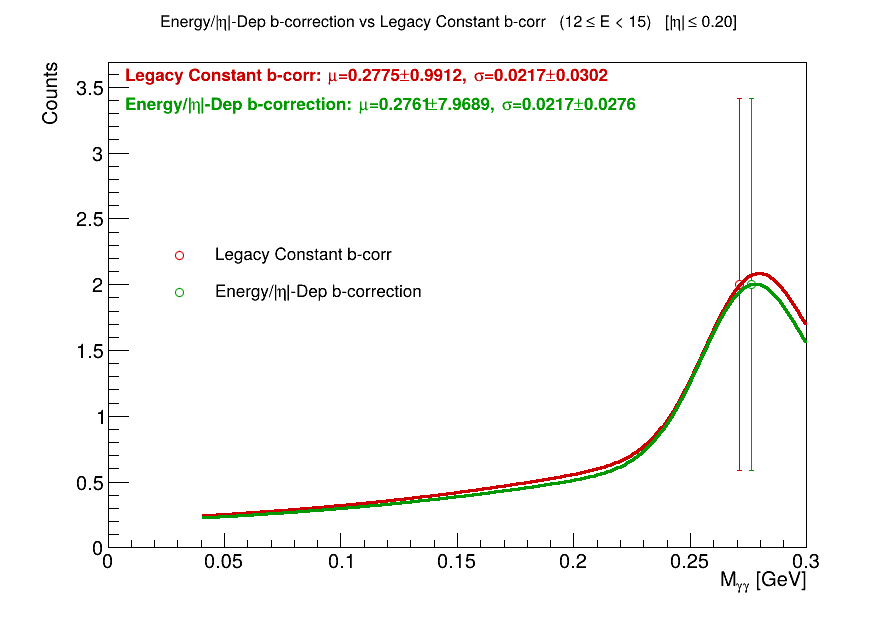 Energy/|η|-Dep b-correction vs Legacy Constant b-corr (12 ≤ E < 15) [|η| ≤ 0.20]
Counts
Legacy Constant b-corr: μ=0.2775±0.9912, σ=0.0217±0.0302
Energy/|η|-Dep b-correction: μ=0.2761±7.9689, σ=0.0217±0.0276
3.5
3
2.5
Legacy Constant b-corr
Energy/|η|-Dep b-correction
2
1.5
1
0.5
0
0 0.05 0.1 0.15 0.2 0.25 0.3
Mγγ [GeV]